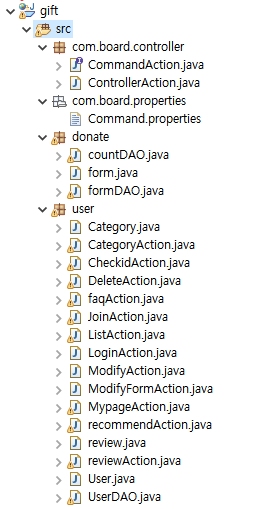 gift
src
com.board.controller
CommandAction.java
ControllerAction.java
com.board.properties
Command.properties
donate
countDAO.java
form.java
formDAO.java
user
Category.java
CategoryAction.java
CheckidAction.java
DeleteAction.java
faqAction.java
JoinAction.java
ListAction.java
LoginAction.java
ModifyAction.java
ModifyFormAction.java
MypageAction.java
recommendAction.java
review.java
reviewAction.java
User.java
UserDAO.java